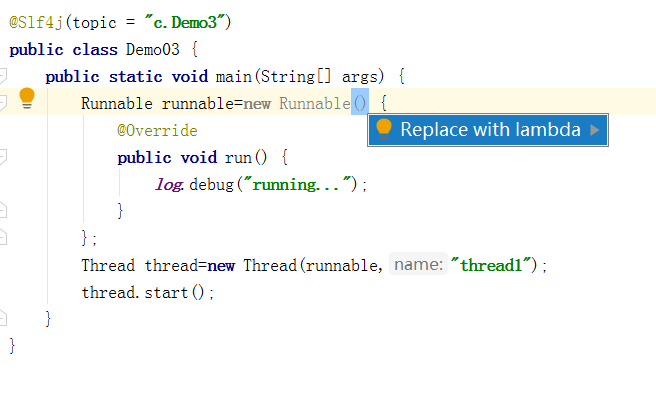 @Slf4j(topic = "c.Demo3")
public class Demo03 {
public static void main(String[] args) {
Runnable runnable=new Runnable() {
Replace with lambda
@Override
public void run() {
log.debug("running...");
}
};
Thread thread=new Thread(runnable, name: "thread1");
thread.start();
}
}